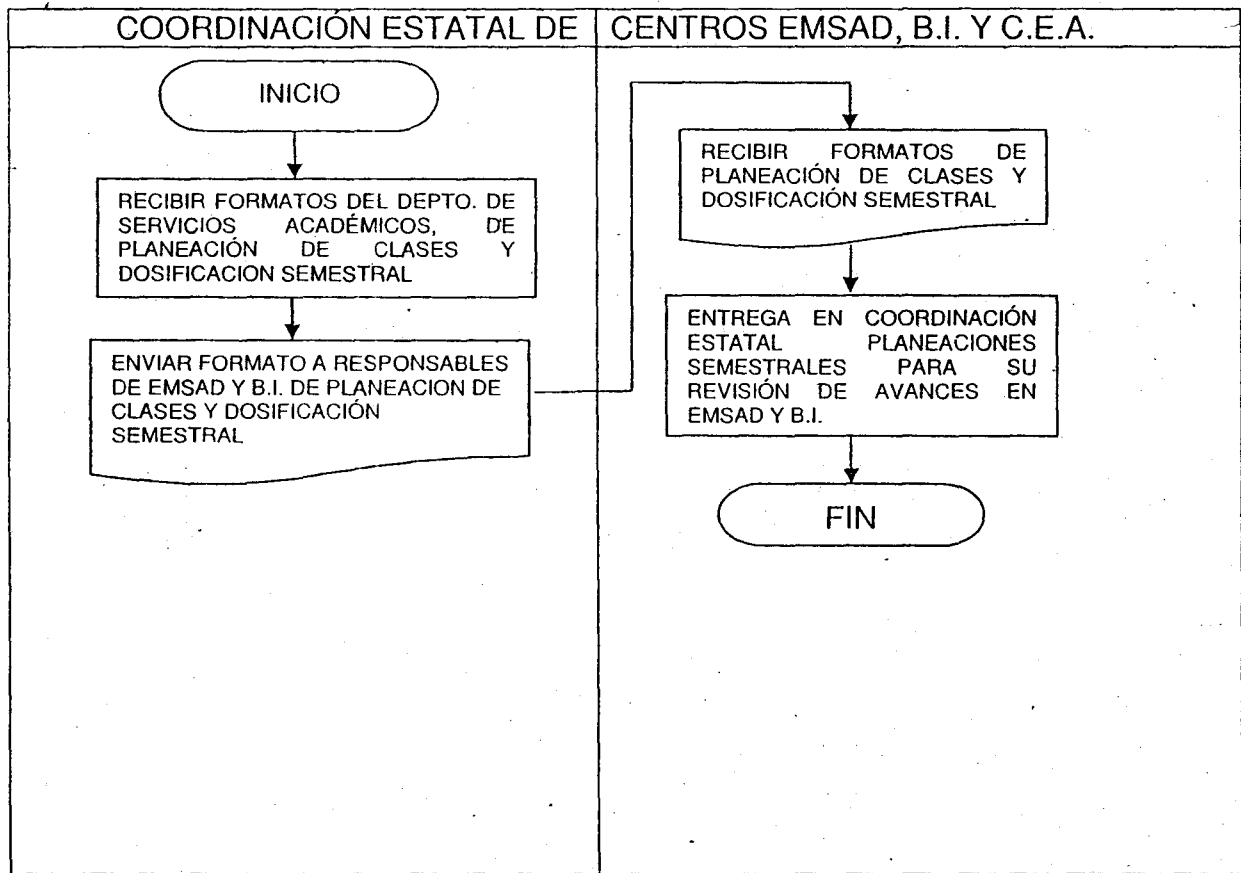 COORDINACIÓN ESTATAL DE CENTROS EMSAD, B.I. Y C.E.A.
INICIO
RECIBIR FORMATOS DEL DEPTO. DE
SERVICIOS ACADÉMICOS, DE
PLANEACIÓN DE CLASES Y
DOSIFICACION SEMESTRAL
ENVIAR FORMATO A RESPONSABLES
DE EMSAD Y B.I. DE PLANEACION DE
CLASES Y DOSIFICACIÓN
SEMESTRAL
RECIBIR FORMATOS DE
PLANEACIÓN DE CLASES Y
DOSIFICACIÓN SEMESTRAL
ENTREGA EN COORDINACIÓN
ESTATAL PLANEACIONES
SEMESTRALES PARA SU
REVISIÓN DE AVANCES EN
EMSAD Y B.I.
FIN